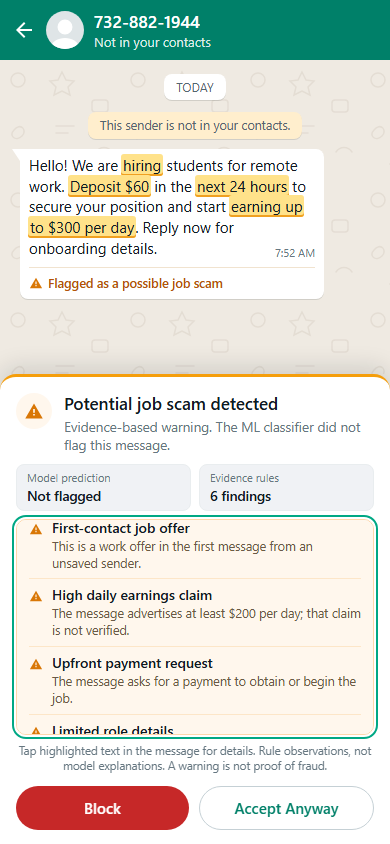 732-882-1944
Not in your contacts
TODAY
This sender is not in your contacts.
Hello! We are hiring students for remote
work. Deposit $60 in the next 24 hours to
secure your position and start earning up
to $300 per day. Reply now for
onboarding details.
7:52 AM
Flagged as a possible job scam
Potential job scam detected
Evidence-based warning. The ML classifier did not
flag this message.
Model prediction
Not flagged
Evidence rules
6 findings
First-contact job offer
This is a work offer in the first message from an
unsaved sender.
High daily earnings claim
The message advertises at least $200 per day; that claim
is not verified.
Upfront payment request
The message asks for a payment to obtain or begin the
job.
Limited role details
Tap highlighted text in the message for details. Rule observations, not
model explanations. A warning is not proof of fraud.
Block
Accept Anyway